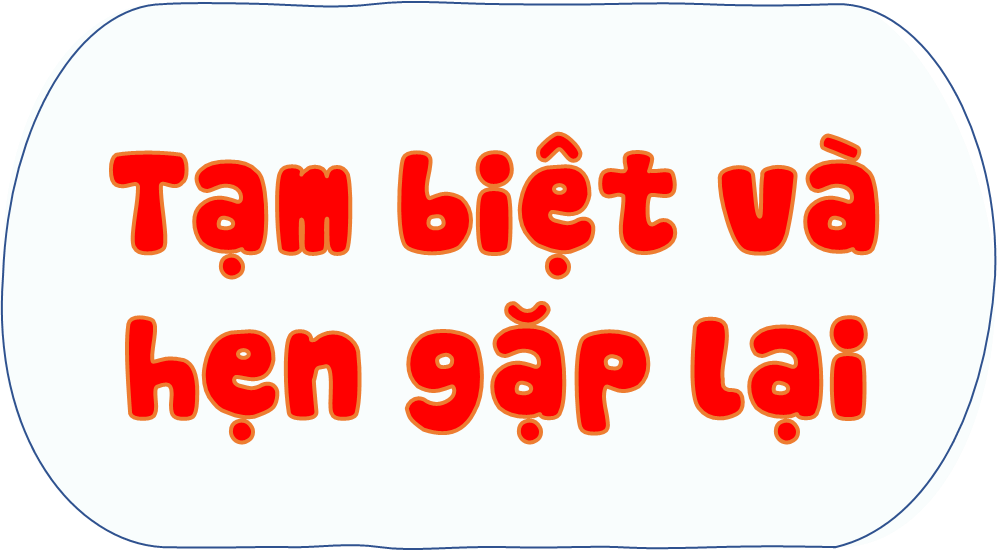 Tạm biệt và
hẹn gặp lại